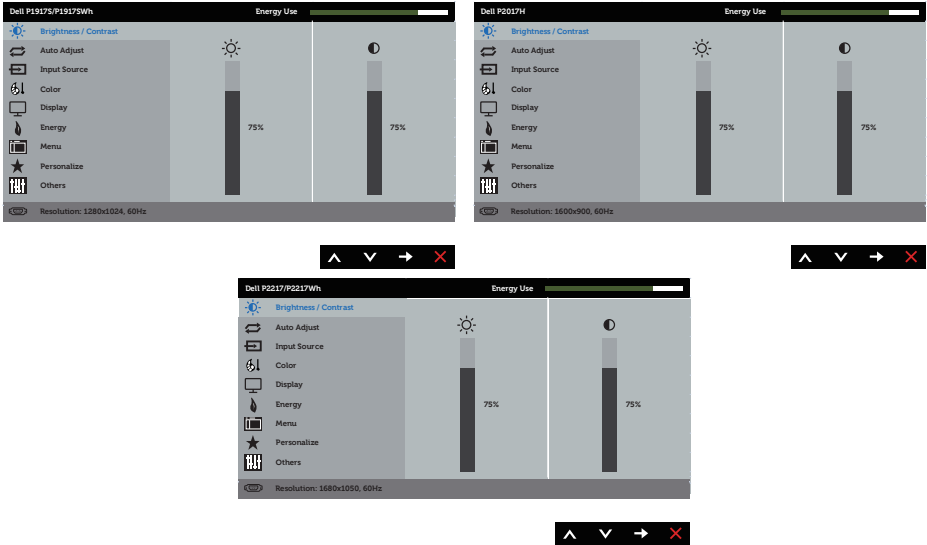 Dell P1917S/P1917SWh Energy Use
Brightness / Contrast
Auto Adjust
Input Source
Color
Display
Energy
Menu
Personalize
Others
75% 75%
Resolution: 1280x1024, 60Hz
Dell P2017H Energy Use
Brightness / Contrast
Auto Adjust
Input Source
Color
Display
Energy
Menu
Personalize
Others
75% 75%
Resolution: 1600x900, 60Hz
Dell P2217/P2217Wh Energy Use
Brightness / Contrast
Auto Adjust
Input Source
Color
Display
Energy
Menu
Personalize
Others
75% 75%
Resolution: 1680x1050, 60Hz